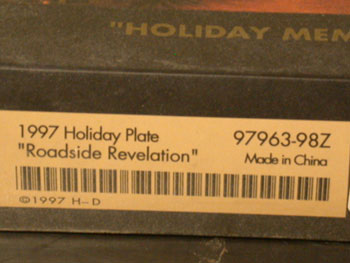 "HOLIDAY MEM
1997 Holiday Plate 97963-98Z
"Roadside Revelation" Made in China
©1997 H-D